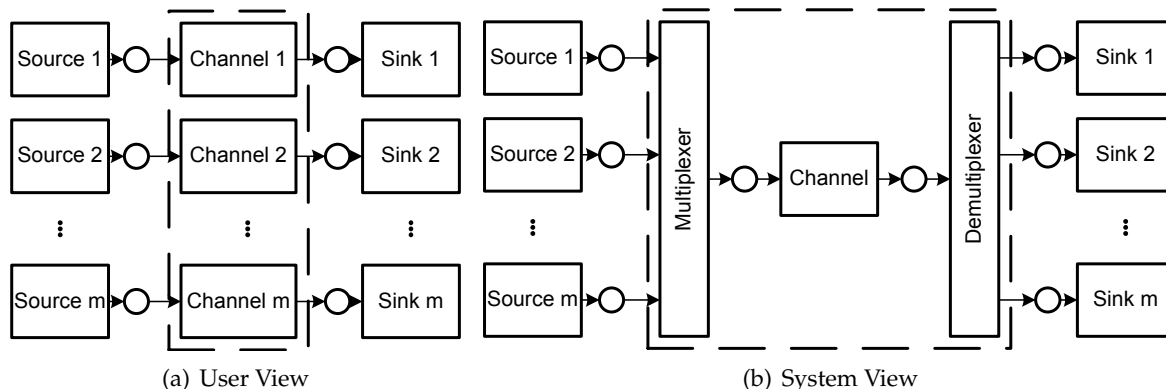 Source 1
Channel 1
Sink 1
Source 2
Channel 2
Sink 2
Source m
Channel m
Sink m
(a) User View
Source 1
Source 2
Source m
Multiplexer
Channel
Demultiplexer
Sink 1
Sink 2
Sink m
(b) System View